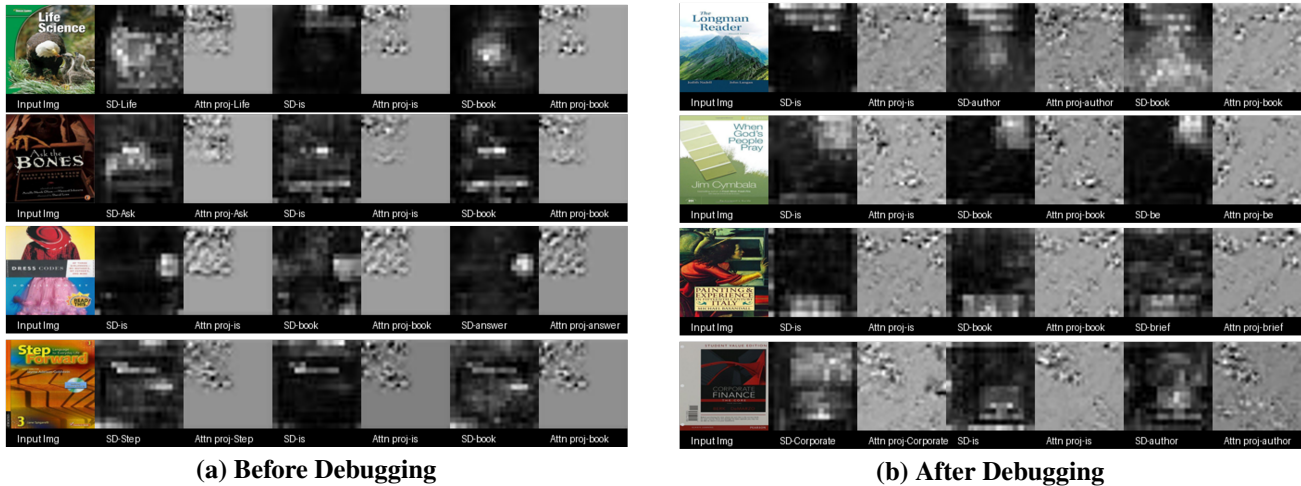 Life
Science
Input Img SD-Life Attn proj-Life SD-is Attn proj-is SD-book Attn proj-book
Ask the
BONES
Input Img SD-Ask Attn proj-Ask SD-is Attn proj-is SD-book Attn proj-book
DRESS CODES
READ
THIS
Input Img SD-is Attn proj-is SD-book Attn proj-book SD-answer Attn proj-answer
Step
Forward
3
Input Img SD-Step Attn proj-Step SD-is Attn proj-is SD-book Attn proj-book
(a) Before Debugging
The
Longman
Reader
Input Img SD-is Attn proj-is SD-author Attn proj-author SD-book Attn proj-book
When
God's
People
Pray
Jim Cymbala
Input Img SD-is Attn proj-is SD-book Attn proj-book SD-be Attn proj-be
PAINTING &
EXPERIENCE
ITALY
MICHAEL BAXANDALL
Input Img SD-is Attn proj-is SD-book Attn proj-book SD-brief Attn proj-brief
STUDENT VALUE EDITION
CORPORATE
FINANCE
THE CORE
Input Img SD-Corporate Attn proj-Corporate SD-is Attn proj-is SD-author Attn proj-author
(b) After Debugging